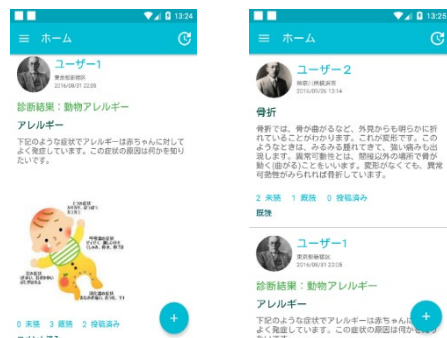 13:24
ホーム
ユーザー1
東京都新宿区
2016/08/31 22:05
診断結果:動物アレルギー
アレルギー
下記のような症状でアレルギーは赤ちゃんに対して
よく発症しています。この症状の原因は何かを知り
たいです。
0 未読 3 既読 2 投稿済み
13:25
ホーム
ユーザー2
神奈川県横浜市
2016/09/26 13:14
骨折
骨折では、骨が曲がるなど、外見からも明らかに折
れていることがわかります。これが変形です。この
ようなときは、みるみる腫れてきて、強い痛みも出
現します。異常可動性とは、関接以外の場所で骨が
動く(曲がる)ことをいいます。変形がなくても、異常
可動性がみられれば骨折しています。
2 未読 1 既読 0 投稿済み
既読
ユーザー1
東京都新宿区
2016/08/31 22:05
診断結果:動物アレルギー
アレルギー
下記のような症状でアレルギーは赤ちゃんに
よく発症しています。この症状の原因は何か